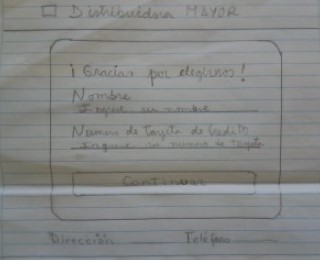 Distribuidora MAYOR
¡Gracias por elegirnos!
Nombre
Ingrese su nombre
Numero de Tarjeta de Credito
Ingrese su numero de tarjeta
Continuar
Dirección Teléfono